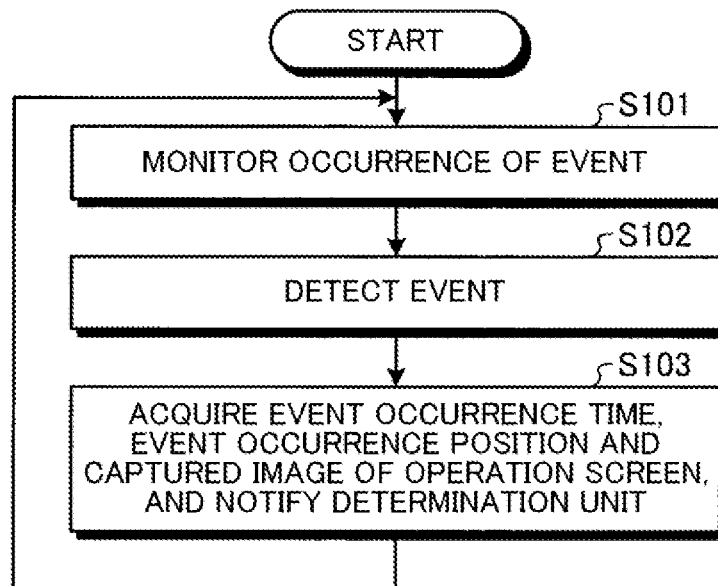 START
S101
MONITOR OCCURRENCE OF EVENT
S102
DETECT EVENT
S103
ACQUIRE EVENT OCCURRENCE TIME,
EVENT OCCURRENCE POSITION AND
CAPTURED IMAGE OF OPERATION SCREEN,
AND NOTIFY DETERMINATION UNIT